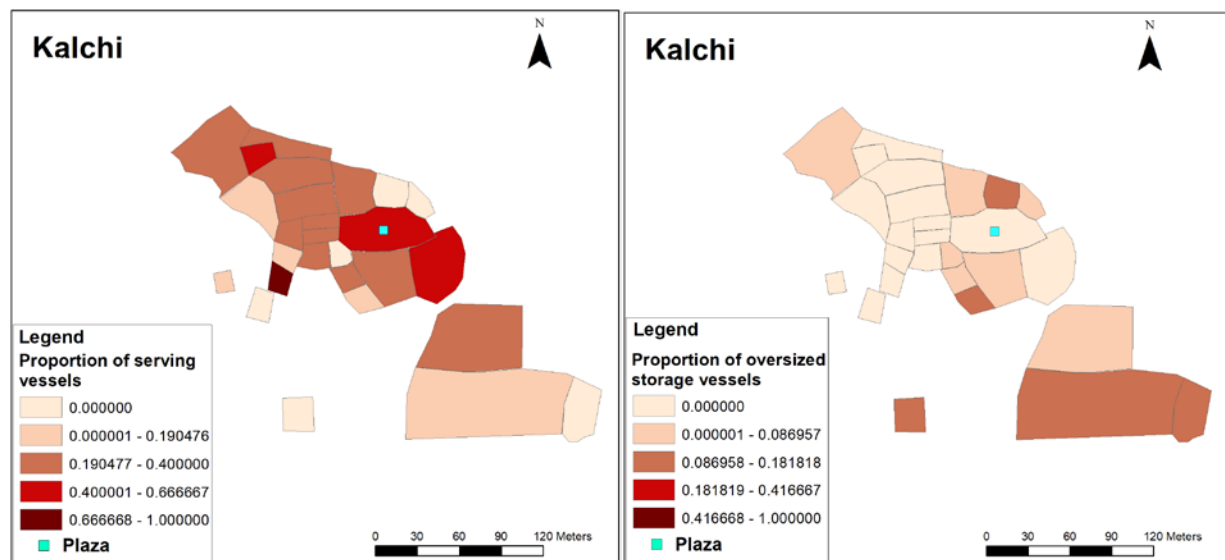 Kalchi
N
Legend
Proportion of serving
vessels
0.000000
0.000001 - 0.190476
0.190477 - 0.400000
0.400001 - 0.666667
0.666668 - 1.000000
Plaza
0 30 60 120 Meters
Kalchi
N
Legend
Proportion of oversized
storage vessels
0.000000
0.000001 - 0.086957
0.086958 - 0.181818
0.181819 - 0.416667
0.416668 - 1.000000
Plaza
0 30 60 120 Meters